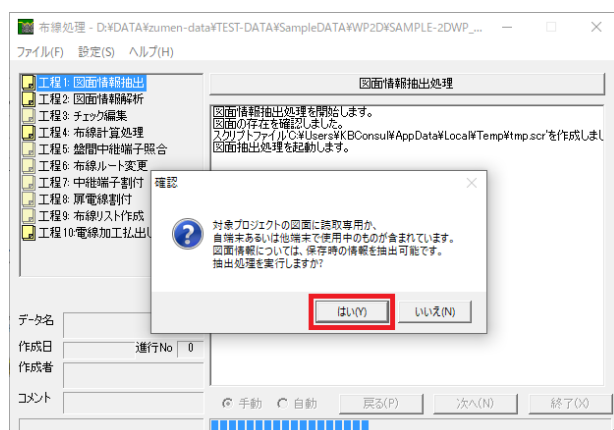 布線処理 - D:¥DATA¥zumen-data¥TEST-DATA¥SampleDATA¥WP2D¥SAMPLE-2DWP_...
ファイル(F) 設定(S) ヘルプ(H)
工程1: 図面情報抽出
工程2: 図面情報解析
工程3: チェック編集
工程4: 布線計算処理
工程5: 盤間中継端子照合
工程6: 布線ルート変更
工程7: 中継端子割付
工程8: 扉電線割付
工程9: 布線リスト作成
工程10:電線加工払出し
図面情報抽出処理
図面情報抽出処理を開始します。
図面の存在を確認しました。
スクリプトファイル'C:¥Users¥KBConsul¥AppData¥Local¥Temp¥tmp.scr'を作成しまし
図面抽出処理を起動します。
確認
対象プロジェクトの図面に読取専用か、
自端末あるいは他端末で使用中のものが含まれています。
図面情報については、保存時の情報を抽出可能です。
抽出処理を実行しますか?
はい(Y) いいえ(N)
データ名
作成日 進行No 0
作成者
コメント
手動 自動 戻る(P) 次へ(N) 終了(X)